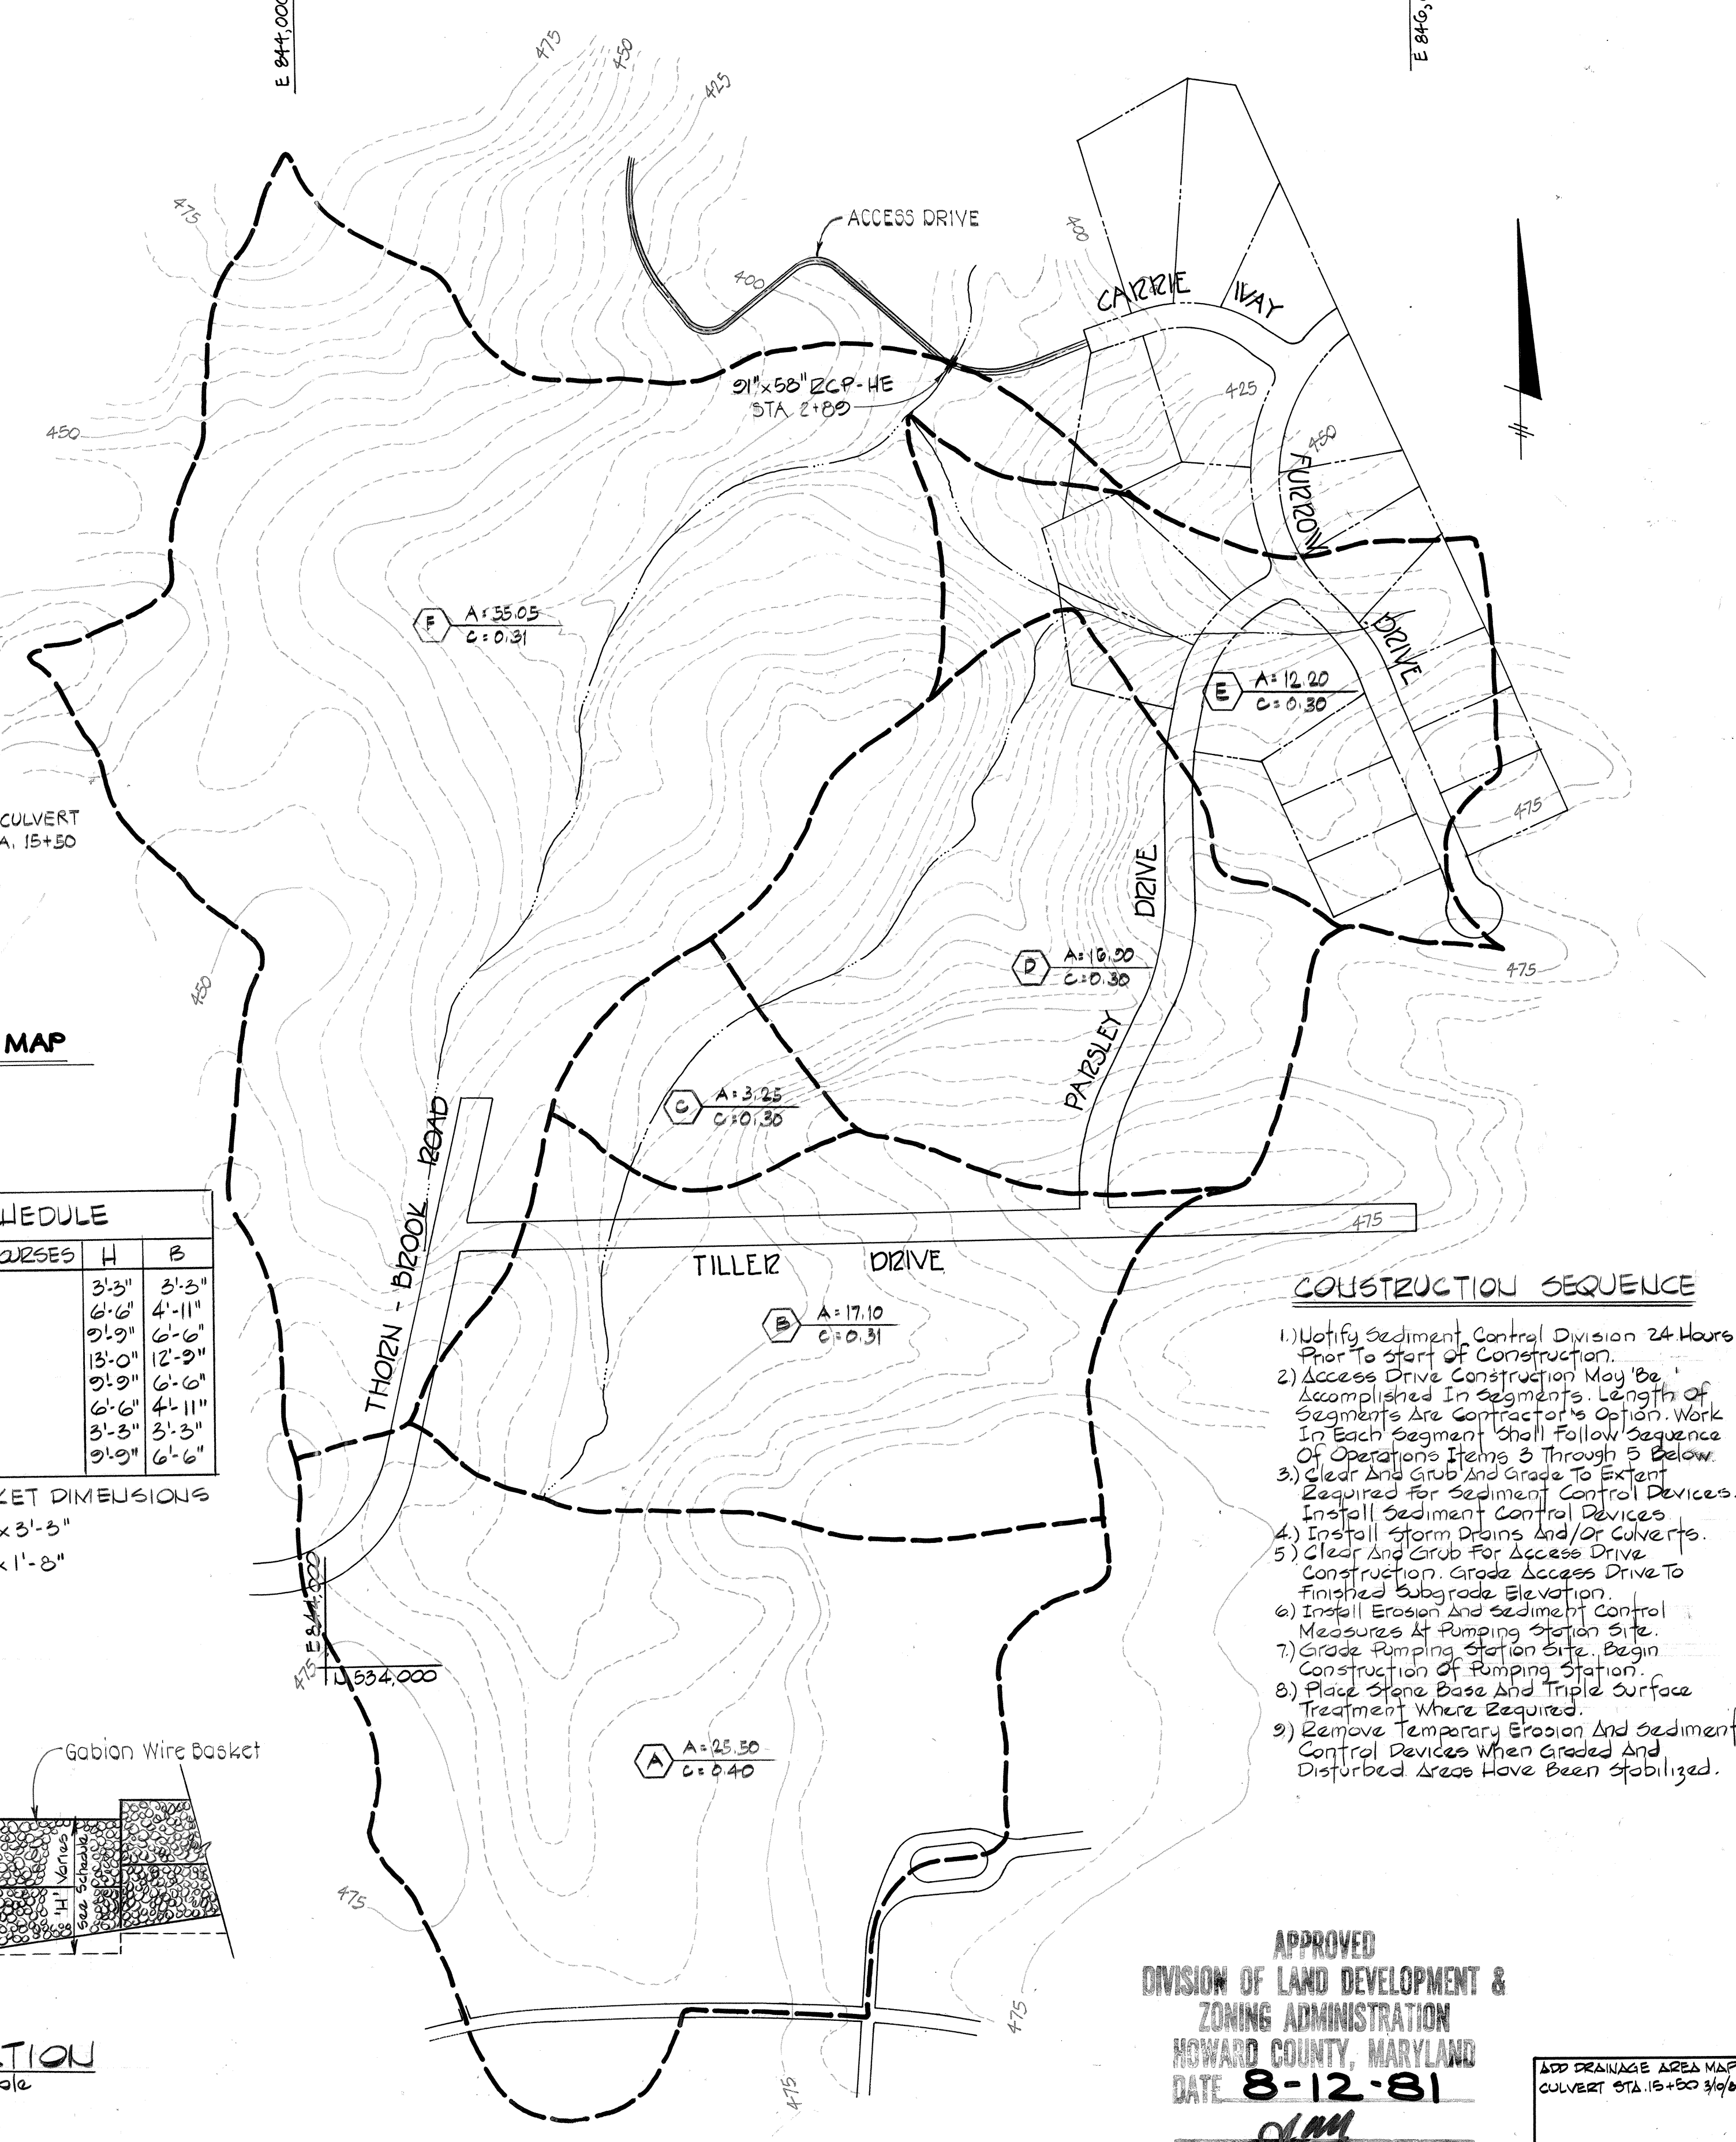 E 844,000
475
450
425
475
ACCESS DRIVE
400
400
CARRIE WAY
91"x58" RCP-HE
STA. 2+89
425
450
FURROW DRIVE
450
F
A=55.05
C=0.31
E
A=12.20
C=0.30
CULVERT
A. 15+50
475
475
450
D
C=0.30
PARSLEY DRIVE
MAP
C
A=3.25
C=0.30
THORN-BROOK ROAD
475
TILLER DRIVE
B
A=17.10
C=0.31
HEDULE
OURSES H B
3'-3" 3'-3"
6'-6" 4'-11"
9'-9" 6'-6"
13'-0" 12'-9"
9'-9" 6'-6"
6'-6" 4'-11"
3'-3" 3'-3"
9'-9" 6'-6"
KET DIMENSIONS
x 3'-3"
x 1'-8"
CONSTRUCTION SEQUENCE
1.) Notify Sediment Control Division 24 Hours
Prior To Start Of Construction.
2.) Access Drive Construction May Be
Accomplished In Segments. Length Of
Segments Are Contractor's Option. Work
In Each Segment Shall Follow Sequence
Of Operations Items 3 Through 5 Below.
3.) Clear And Grub And Grade To Extent
Required For Sediment Control Devices.
Install Sediment Control Devices
4.) Install Storm Drains And/Or Culverts.
5.) Clear And Grub For Access Drive
Construction. Grade Access Drive To
Finished Subgrade Elevation.
6.) Install Erosion And Sediment Control
Measures At Pumping Station Site.
7.) Grade Pumping Station Site. Begin
Construction Of Pumping Station.
8.) Place Stone Base And Triple Surface
Treatment Where Required.
9.) Remove Temporary Erosion And Sediment
Control Devices When Graded And
Disturbed Areas Have Been Stabilized.
E 844,000
475
N 534,000
A
A=25.50
C=0.40
Gabion Wire Basket
'H' Varies
See Schedule
475
475
475
APPROVED
DIVISION OF LAND DEVELOPMENT &
ZONING ADMINISTRATION
HOWARD COUNTY, MARYLAND
DATE 8-12-81
ADD DRAINAGE AREA MAP
CULVERT STA. 15+50